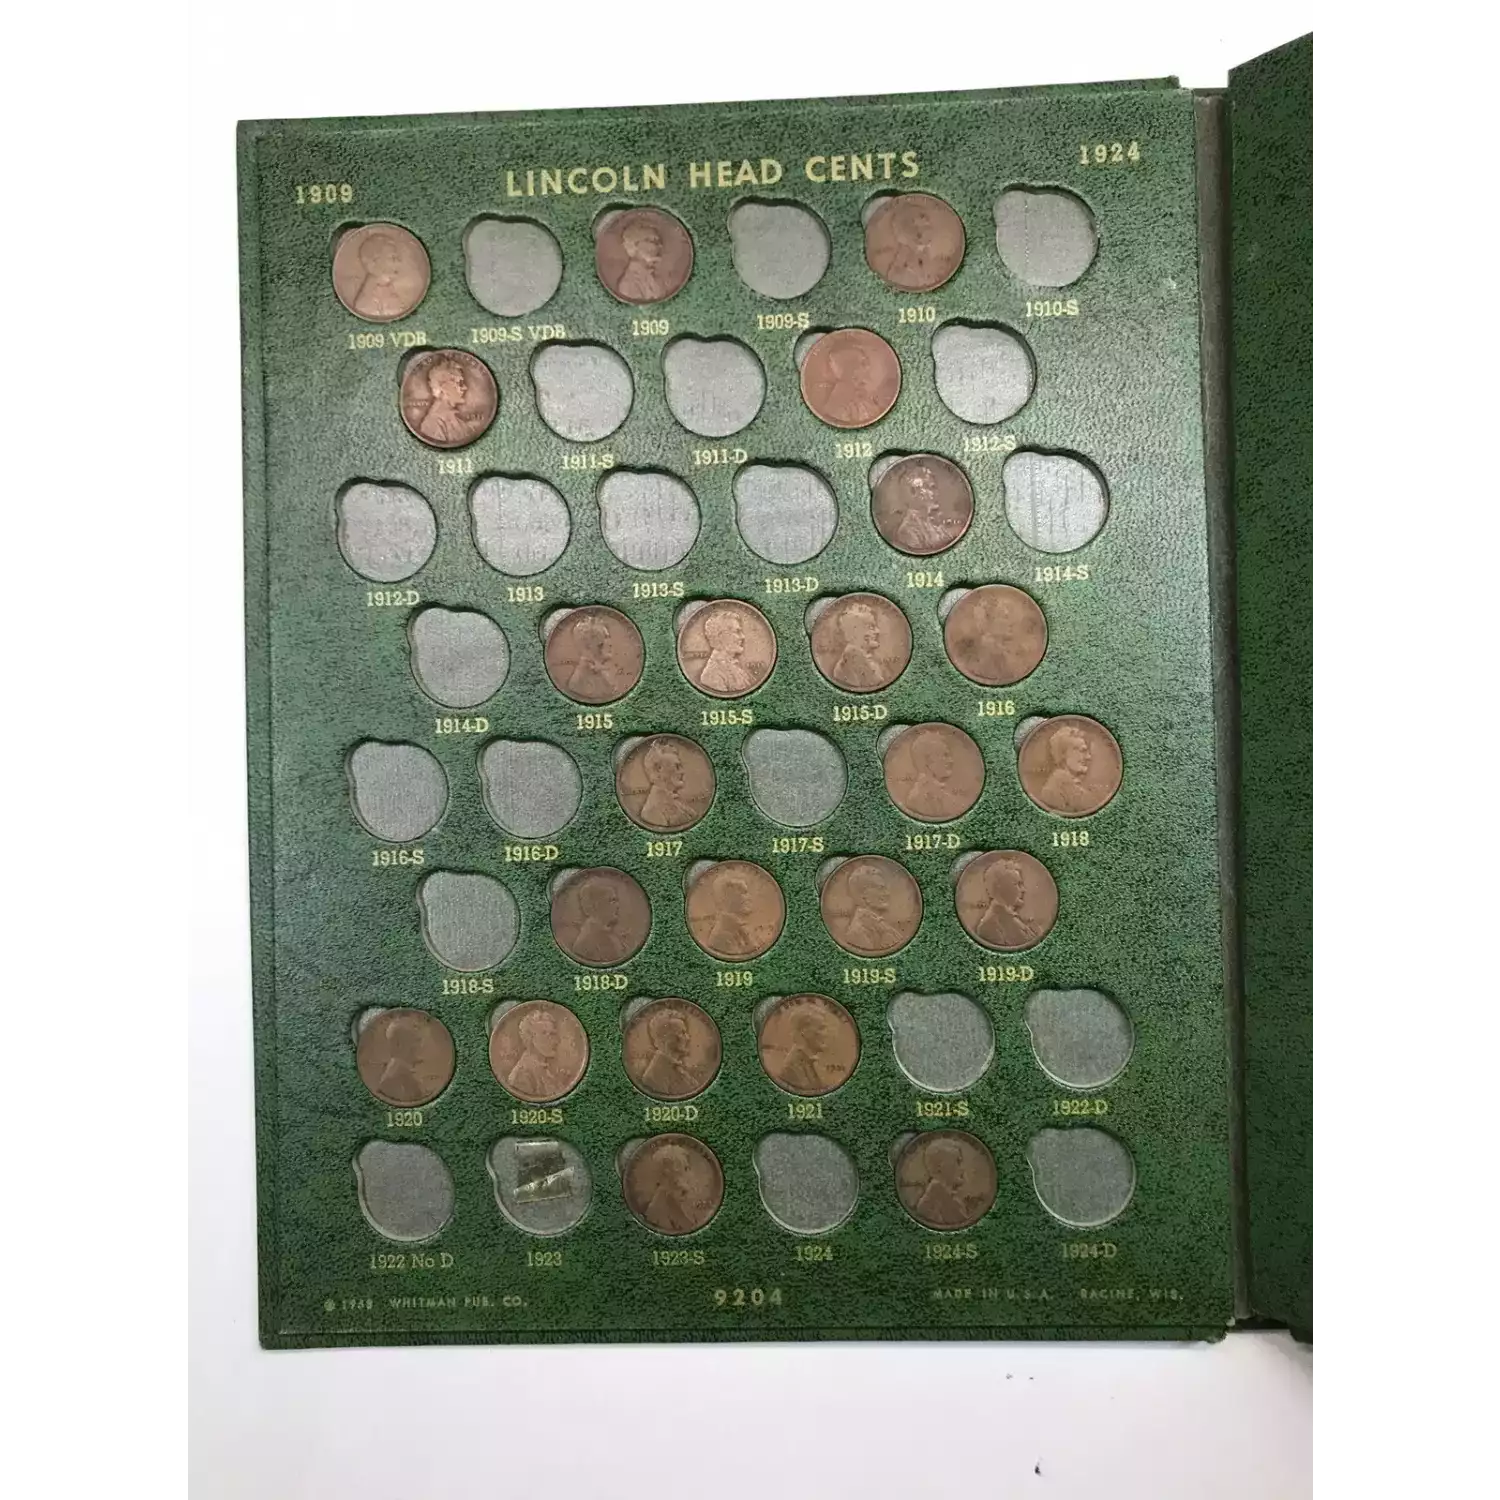 1909 LINCOLN HEAD CENTS 1924
1909 VDB 1909-S VDB 1909 1909-S 1910 1910-S
1911 1911-S 1911-D 1912 1912-S
1912-D 1913 1913-S 1913-D 1914 1914-S
1914-D 1915 1915-S 1915-D 1916
1916-S 1916-D 1917 1917-S 1917-D 1918
1918-S 1918-D 1919 1919-S 1919-D
1920 1920-S 1920-D 1921 1921-S 1922-D
1922 No D 1923 1923-S 1924 1924-S 1924-D
© 1958 WHITMAN PUB. CO. 9204 MADE IN U.S.A. RACINE, WIS.